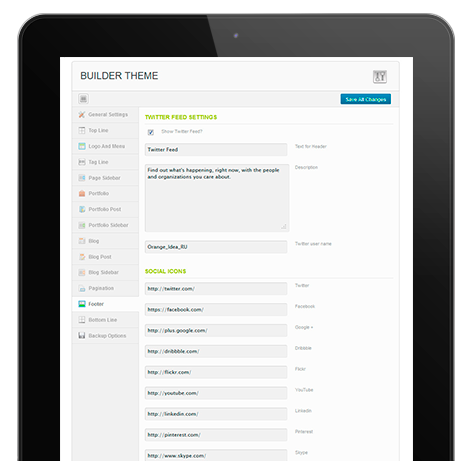 BUILDER THEME
Save All Changes
General Settings
Top Line
Logo And Menu
Tag Line
Page Sidebar
Portfolio
Portfolio Post
Portfolio Sidebar
Blog
Blog Post
Blog Sidebar
Pagination
Footer
Bottom Line
Backup Options
TWITTER FEED SETTINGS
Show Twitter Feed?
Twitter Feed
Text for header
Find out what's happening, right now, with the people
and organizations you care about.
Description
Orange_Idea_RU
Twitter user name
SOCIAL ICONS
http://twitter.com/
Twitter
https://facebook.com/
Facebook
http://plus.google.com/
Google +
http://dribbble.com/
Dribbble
http://flickr.com/
Flickr
http://youtube.com/
YouTube
http://linkedin.com/
LinkedIn
http://pinterest.com/
Pinterest
http://www.skype.com/
Skype